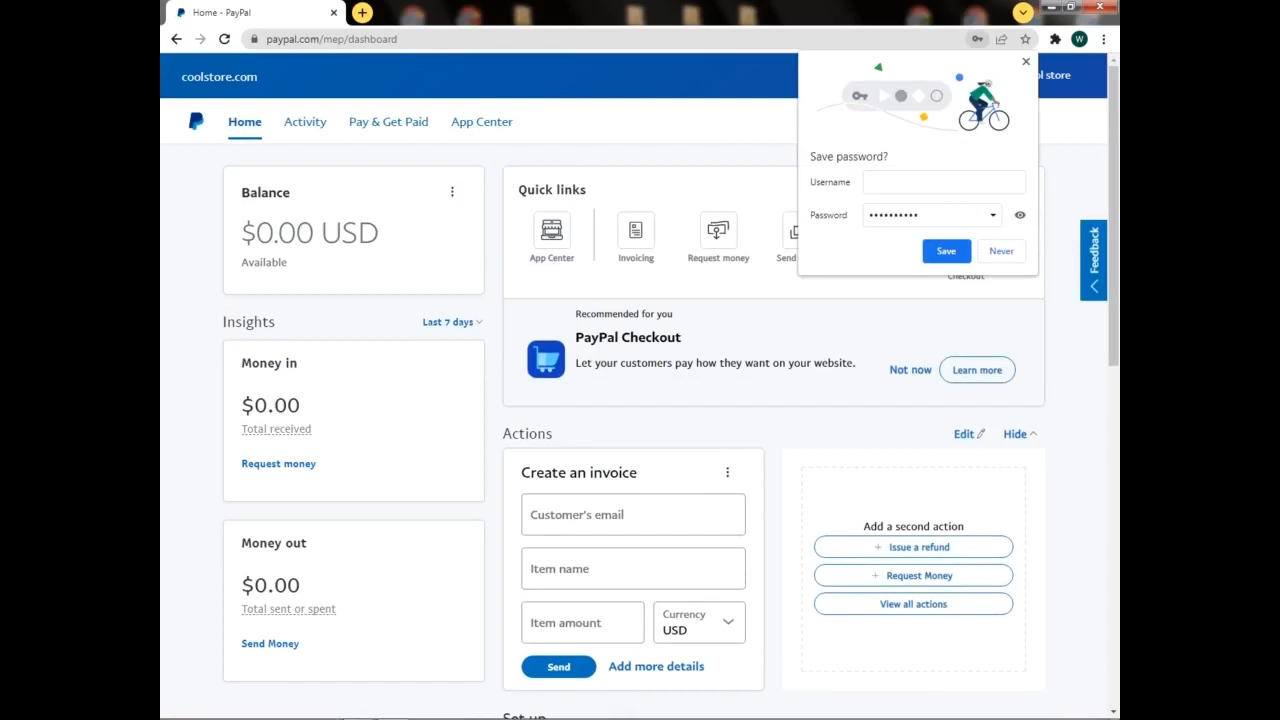 Home - PayPal
paypal.com/mep/dashboard
W
coolstore.com
ol store
Home
Activity
Pay & Get Paid
App Center
Save password?
Username
Password
••••••••••
Save
Never
Balance
$0.00 USD
Available
Quick links
App Center
Invoicing
Request money
Send
Checkout
Feedback
Recommended for you
PayPal Checkout
Let your customers pay how they want on your website.
Not now
Learn more
Insights
Last 7 days
Money in
$0.00
Total received
Request money
Money out
$0.00
Total sent or spent
Send Money
Actions
Edit
Hide
Create an invoice
Customer's email
Item name
Item amount
Currency
USD
Send
Add more details
Add a second action
+ Issue a refund
+ Request Money
View all actions
Set up